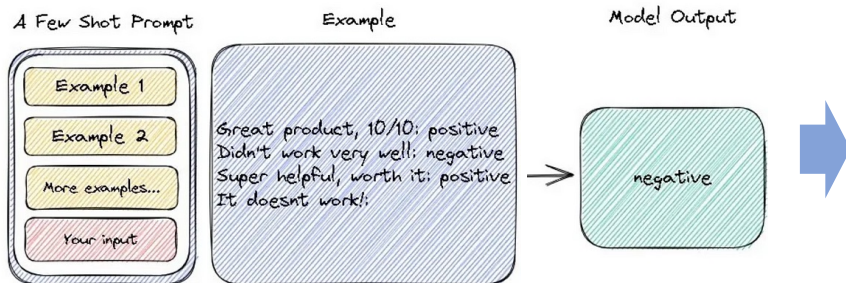 A Few Shot Prompt
Example 1
Example 2
More examples...
Your input
Example
Great product, 10/10: positive
Didn't work very well: negative
Super helpful, worth it: positive
It doesnt work!:
Model Output
negative